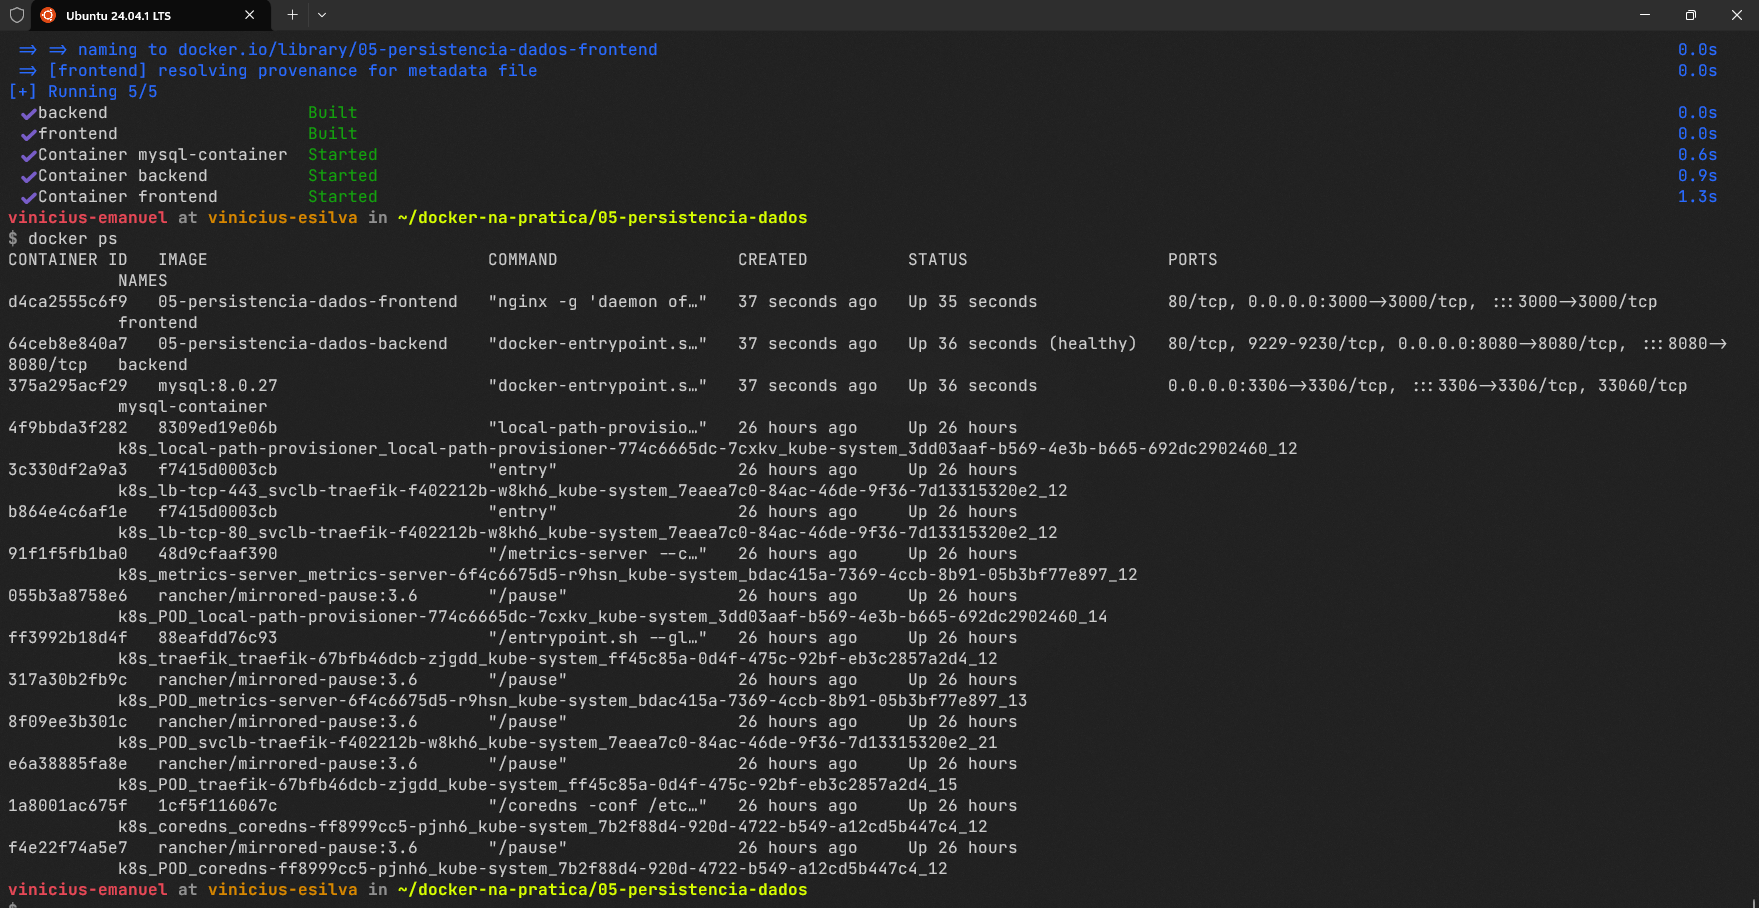 Ubuntu 24.04.1 LTS
=> => naming to docker.io/library/05-persistencia-dados-frontend 0.0s
=> [frontend] resolving provenance for metadata file 0.0s
[+] Running 5/5
✔backend Built 0.0s
✔frontend Built 0.0s
✔Container mysql-container Started 0.6s
✔Container backend Started 0.9s
✔Container frontend Started 1.3s
vinicius-emanuel at vinicius-esilva in ~/docker-na-pratica/05-persistencia-dados
$ docker ps
CONTAINER ID IMAGE COMMAND CREATED STATUS PORTS
NAMES
d4ca2555c6f9 05-persistencia-dados-frontend "nginx -g 'daemon of…" 37 seconds ago Up 35 seconds 80/tcp, 0.0.0.0:3000->3000/tcp, :::3000->3000/tcp
frontend
64ceb8e840a7 05-persistencia-dados-backend "docker-entrypoint.s…" 37 seconds ago Up 36 seconds (healthy) 80/tcp, 9229-9230/tcp, 0.0.0.0:8080->8080/tcp, :::8080->
8080/tcp backend
375a295acf29 mysql:8.0.27 "docker-entrypoint.s…" 37 seconds ago Up 36 seconds 0.0.0.0:3306->3306/tcp, :::3306->3306/tcp, 33060/tcp
mysql-container
4f9bbda3f282 8309ed19e06b "local-path-provisio…" 26 hours ago Up 26 hours
k8s_local-path-provisioner_local-path-provisioner-774c6665dc-7cxkv_kube-system_3dd03aaf-b569-4e3b-b665-692dc2902460_12
3c330df2a9a3 f7415d0003cb "entry" 26 hours ago Up 26 hours
k8s_lb-tcp-443_svclb-traefik-f402212b-w8kh6_kube-system_7eaea7c0-84ac-46de-9f36-7d13315320e2_12
b864e4c6af1e f7415d0003cb "entry" 26 hours ago Up 26 hours
k8s_lb-tcp-80_svclb-traefik-f402212b-w8kh6_kube-system_7eaea7c0-84ac-46de-9f36-7d13315320e2_12
91f1f5fb1ba0 48d9cfaaf390 "/metrics-server --c…" 26 hours ago Up 26 hours
k8s_metrics-server_metrics-server-6f4c6675d5-r9hsn_kube-system_bdac415a-7369-4ccb-8b91-05b3bf77e897_12
055b3a8758e6 rancher/mirrored-pause:3.6 "/pause" 26 hours ago Up 26 hours
k8s_POD_local-path-provisioner-774c6665dc-7cxkv_kube-system_3dd03aaf-b569-4e3b-b665-692dc2902460_14
ff3992b18d4f 88eafdd76c93 "/entrypoint.sh --gl…" 26 hours ago Up 26 hours
k8s_traefik_traefik-67bfb46dcb-zjgdd_kube-system_ff45c85a-0d4f-475c-92bf-eb3c2857a2d4_12
317a30b2fb9c rancher/mirrored-pause:3.6 "/pause" 26 hours ago Up 26 hours
k8s_POD_metrics-server-6f4c6675d5-r9hsn_kube-system_bdac415a-7369-4ccb-8b91-05b3bf77e897_13
8f09ee3b301c rancher/mirrored-pause:3.6 "/pause" 26 hours ago Up 26 hours
k8s_POD_svclb-traefik-f402212b-w8kh6_kube-system_7eaea7c0-84ac-46de-9f36-7d13315320e2_21
e6a38885fa8e rancher/mirrored-pause:3.6 "/pause" 26 hours ago Up 26 hours
k8s_POD_traefik-67bfb46dcb-zjgdd_kube-system_ff45c85a-0d4f-475c-92bf-eb3c2857a2d4_15
1a8001ac675f 1cf5f116067c "/coredns -conf /etc…" 26 hours ago Up 26 hours
k8s_coredns_coredns-ff8999cc5-pjnh6_kube-system_7b2f88d4-920d-4722-b549-a12cd5b447c4_12
f4e22f74a5e7 rancher/mirrored-pause:3.6 "/pause" 26 hours ago Up 26 hours
k8s_POD_coredns-ff8999cc5-pjnh6_kube-system_7b2f88d4-920d-4722-b549-a12cd5b447c4_12
vinicius-emanuel at vinicius-esilva in ~/docker-na-pratica/05-persistencia-dados
$